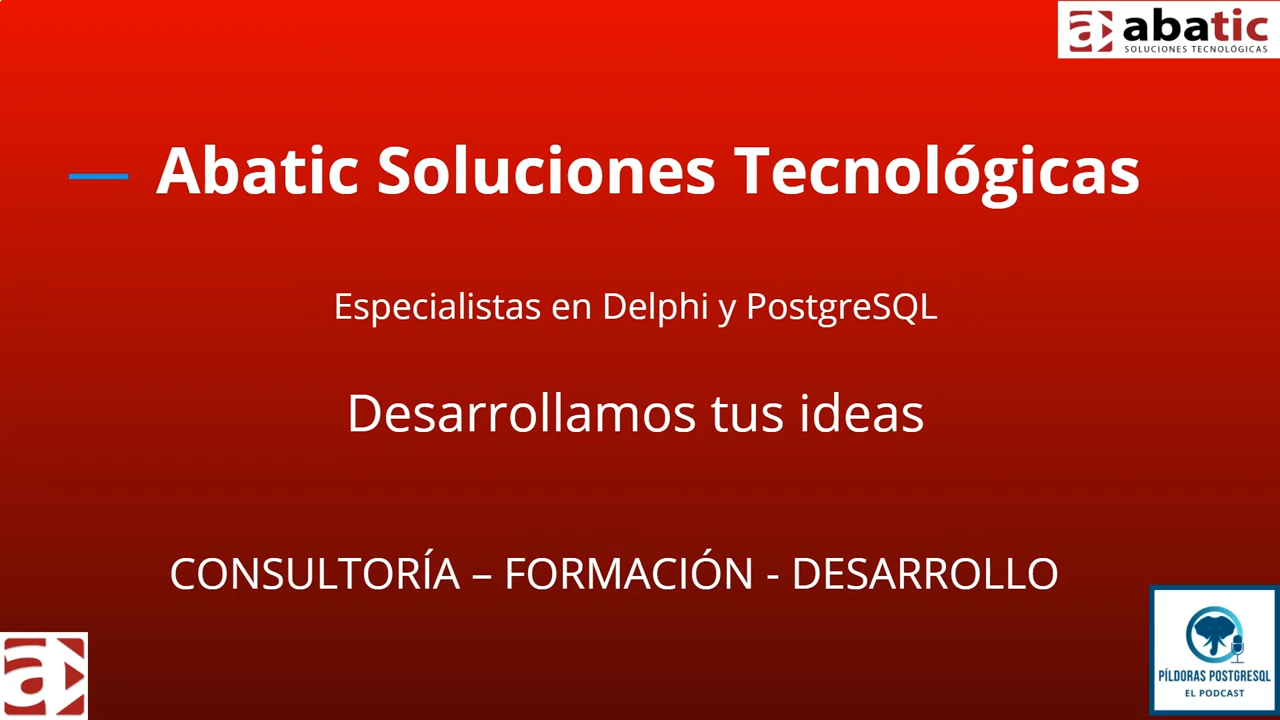 abatic
SOLUCIONES TECNOLÓGICAS
Abatic Soluciones Tecnológicas
Especialistas en Delphi y PostgreSQL
Desarrollamos tus ideas
CONSULTORÍA – FORMACIÓN - DESARROLLO
a
PÍLDORAS POSTGRESQL
EL PODCAST